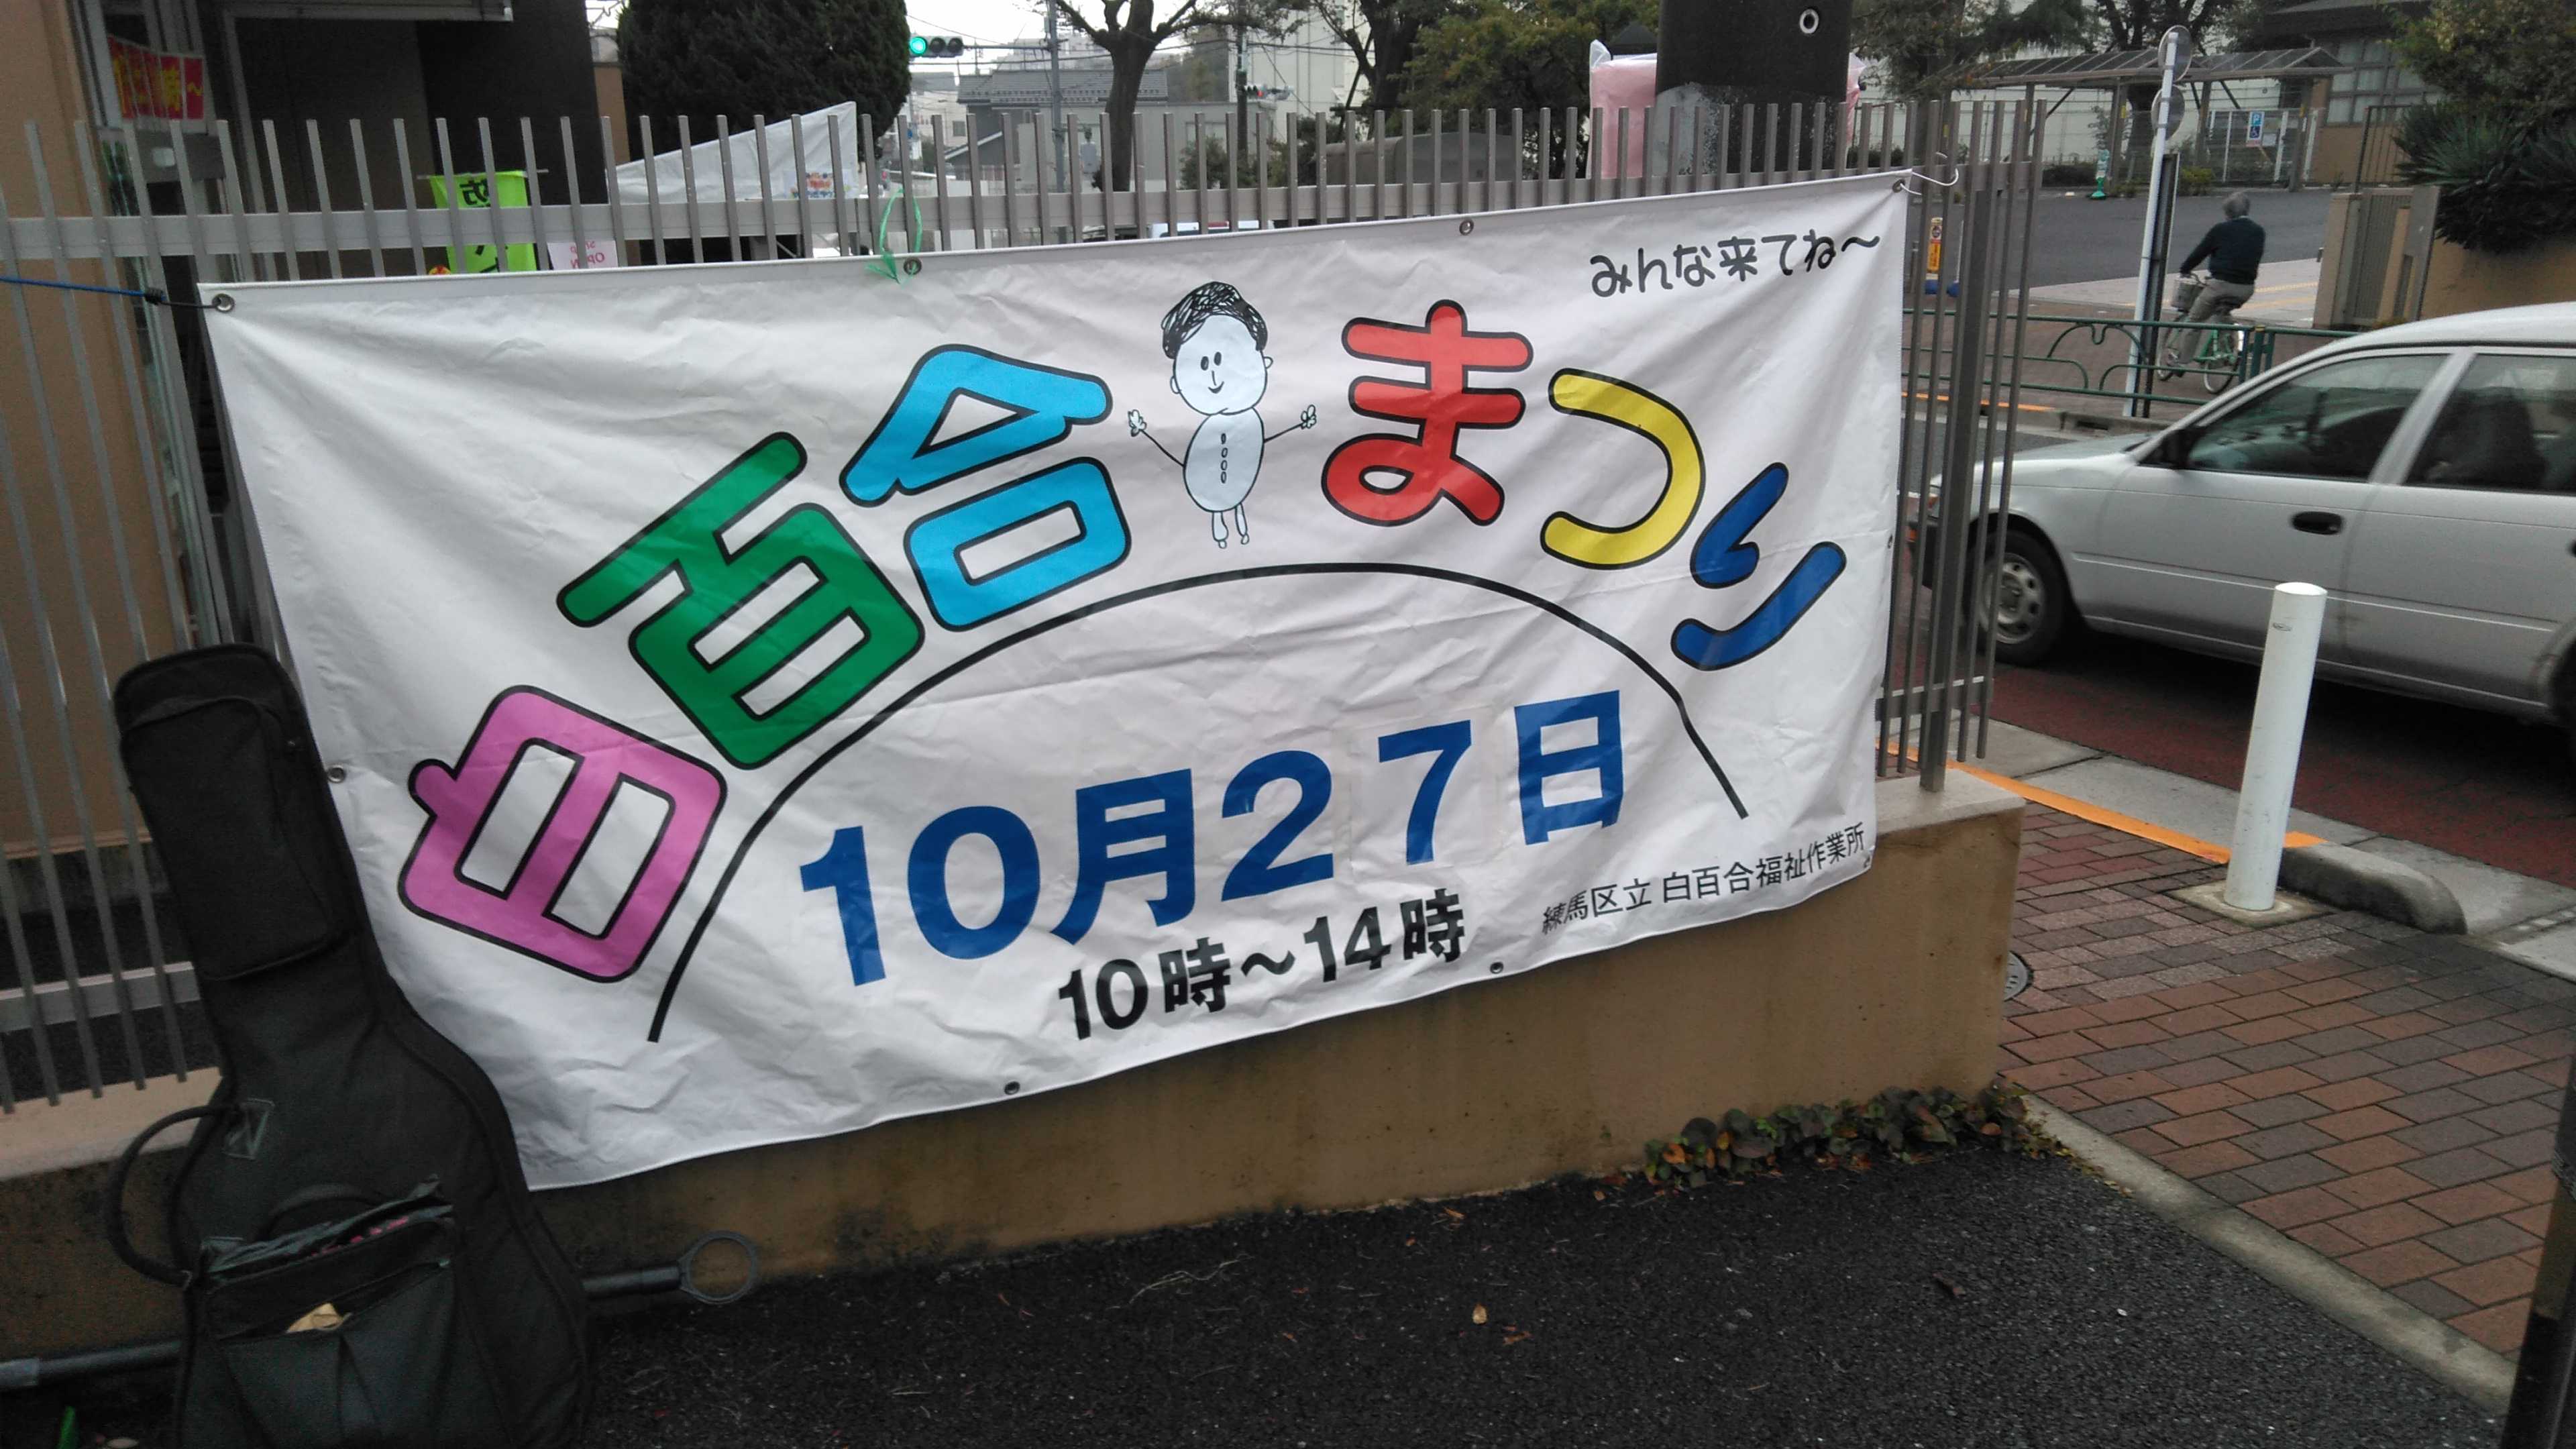 みんな来てね～
白百合まつり
10月27日
10時～14時
練馬区立 白百合福祉作業所